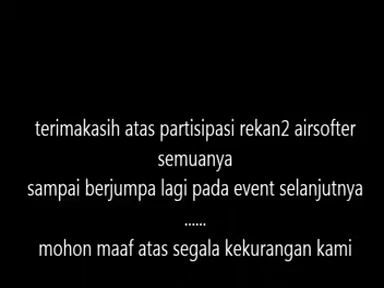 terimakasih atas partisipasi rekan2 airsofter
semuanya
sampai berjumpa lagi pada event selanjutnya
......
mohon maaf atas segala kekurangan kami